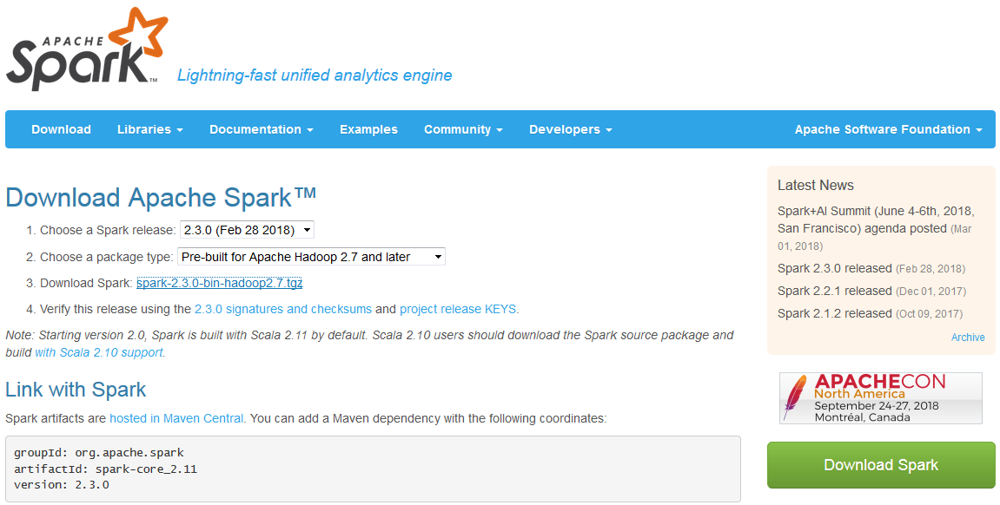 APACHE
Spark™
Lightning-fast unified analytics engine
Download Libraries Documentation Examples Community Developers Apache Software Foundation
Download Apache Spark™
1. Choose a Spark release: 2.3.0 (Feb 28 2018)
2. Choose a package type: Pre-built for Apache Hadoop 2.7 and later
3. Download Spark: spark-2.3.0-bin-hadoop2.7.tgz
4. Verify this release using the 2.3.0 signatures and checksums and project release KEYS.
Note: Starting version 2.0, Spark is built with Scala 2.11 by default. Scala 2.10 users should download the Spark source package and
build with Scala 2.10 support.
Link with Spark
Spark artifacts are hosted in Maven Central. You can add a Maven dependency with the following coordinates:
groupId: org.apache.spark
artifactId: spark-core_2.11
version: 2.3.0
Latest News
Spark+AI Summit (June 4-6th, 2018,
San Francisco) agenda posted (Mar
01, 2018)
Spark 2.3.0 released (Feb 28, 2018)
Spark 2.2.1 released (Dec 01, 2017)
Spark 2.1.2 released (Oct 09, 2017)
Archive
APACHECON
North America
September 24-27, 2018
Montréal, Canada
Download Spark